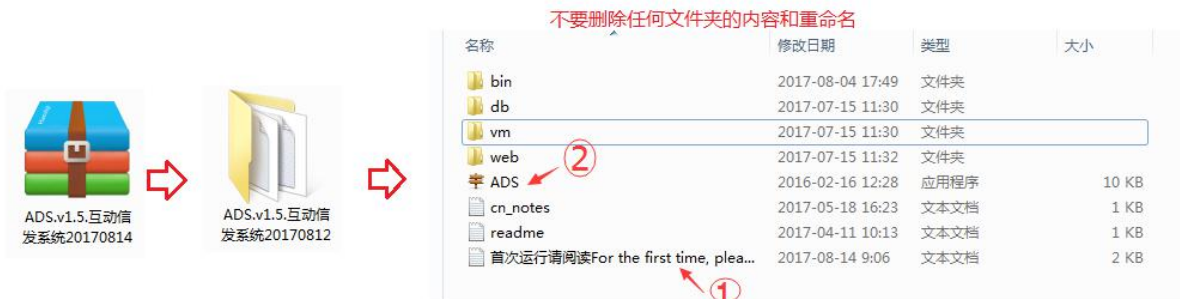 不要删除任何文件夹的内容和重命名
名称 修改日期 类型 大小
bin 2017-08-04 17:49 文件夹
db 2017-07-15 11:30 文件夹
vm 2017-07-15 11:30 文件夹
web 2017-07-15 11:32 文件夹
②
ADS 2016-02-16 12:28 应用程序 10 KB
cn_notes 2017-05-18 16:23 文本文档 1 KB
readme 2017-04-11 10:13 文本文档 1 KB
首次运行请阅读For the first time, plea... 2017-08-14 9:06 文本文档 2 KB
①
ADS.v1.5.互动信
发系统20170814
ADS.v1.5.互动信
发系统20170812